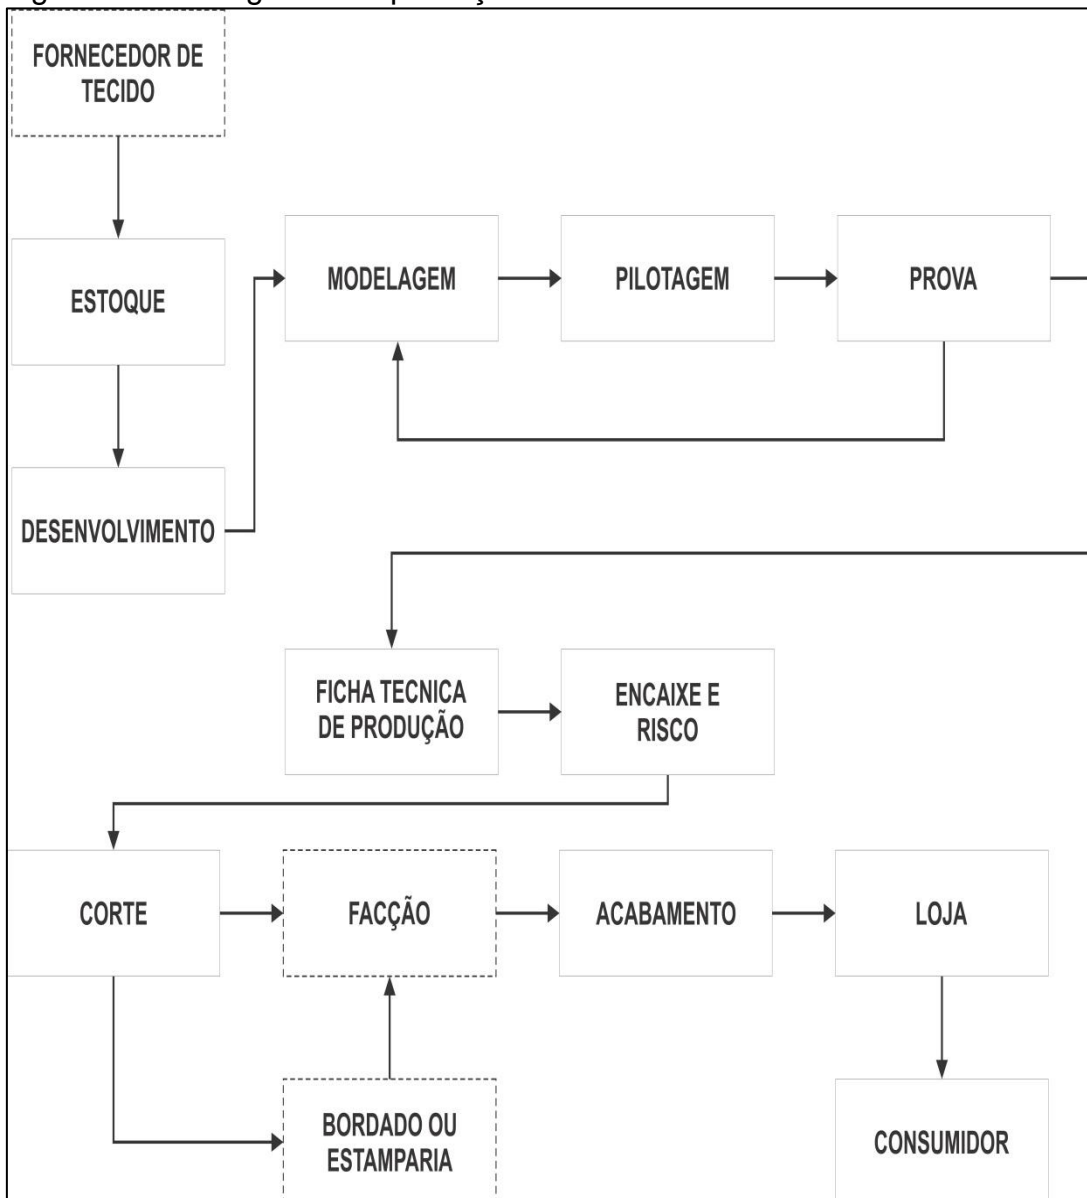 FORNECEDOR DE
TECIDO
ESTOQUE
DESENVOLVIMENTO
MODELAGEM
PILOTAGEM
PROVA
FICHA TECNICA
DE PRODUÇÃO
ENCAIXE E
RISCO
CORTE
FACÇÃO
ACABAMENTO
LOJA
BORDADO OU
ESTAMPARIA
CONSUMIDOR